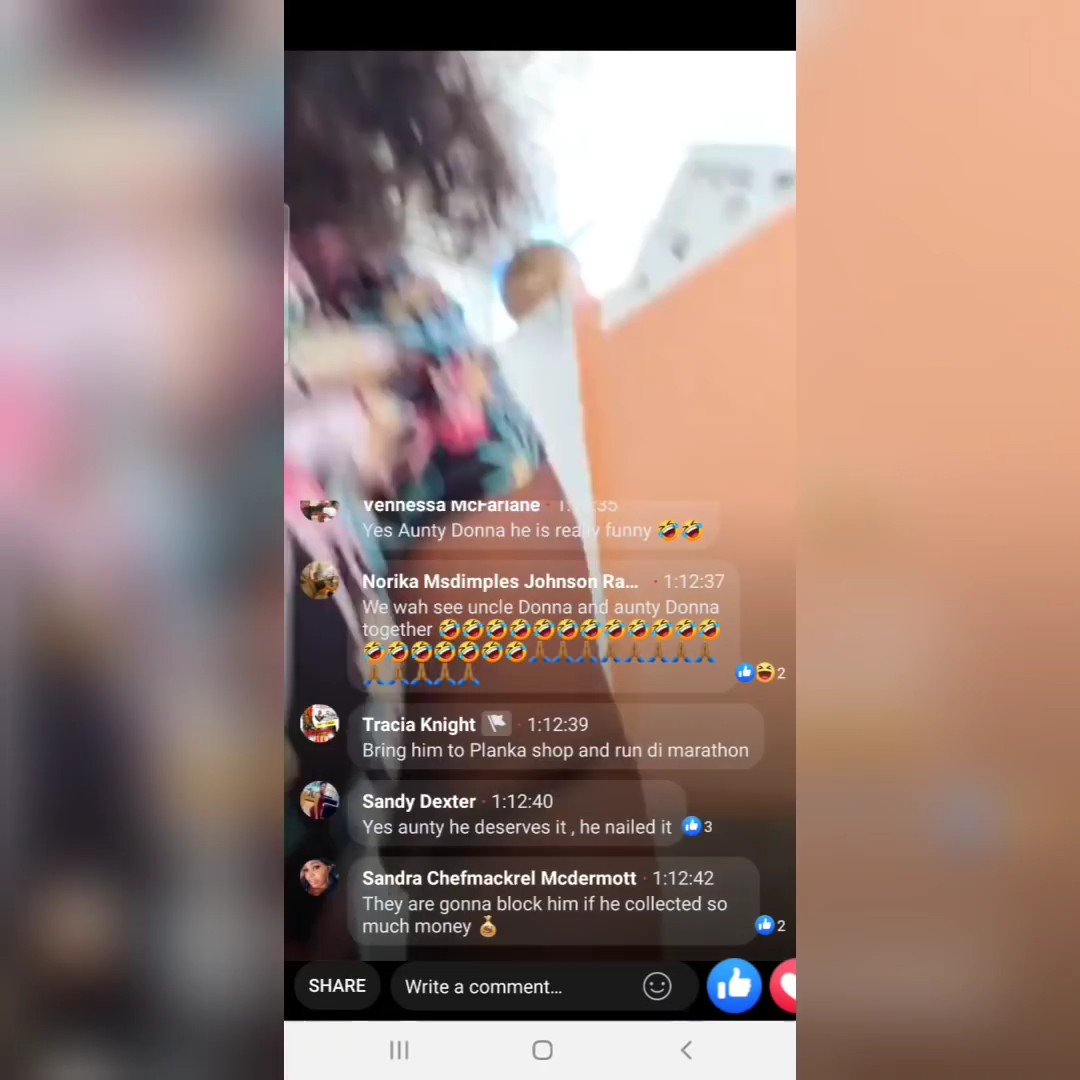 Vennessa McFarlane
Yes Aunty Donna he is really funny 🤣🤣
Norika Msdimples Johnson Ra... · 1:12:37
We wah see uncle Donna and aunty Donna
together 🤣🤣🤣🤣🤣🤣🤣🤣🤣🤣🤣🤣
🤣🤣🤣🤣🤣🤣🤣🙏🏾🙏🏾🙏🏾🙏🏾🙏🏾🙏🏾🙏🏾🙏🏾
🙏🏾🙏🏾🙏🏾🙏🏾🙏🏾
2
Tracia Knight · 1:12:39
Bring him to Planka shop and run di marathon
Sandy Dexter · 1:12:40
Yes aunty he deserves it , he nailed it 3
Sandra Chefmackrel Mcdermott · 1:12:42
They are gonna block him if he collected so
much money 💰
2
SHARE
Write a comment...